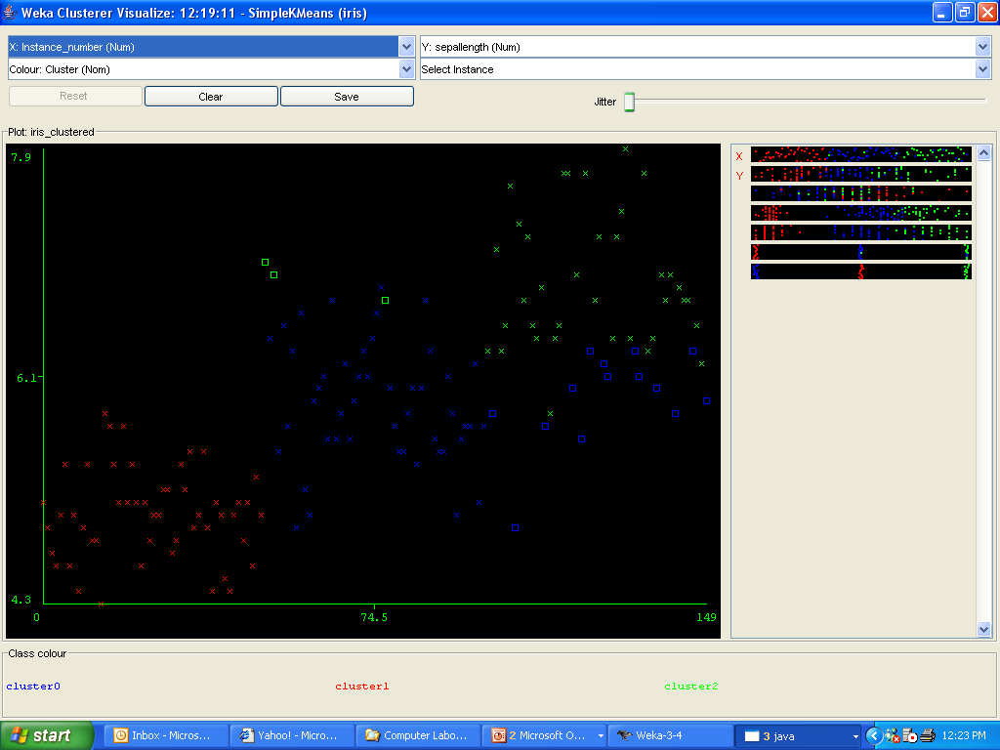 Weka Clusterer Visualize: 12:19:11 - SimpleKMeans (iris)
X: Instance_number (Num)
Y: sepallength (Num)
Colour: Cluster (Nom)
Select Instance
Reset
Clear
Save
Jitter
Plot: iris_clustered
7.9
6.1
4.3
0
74.5
149
X
Y
Class colour
cluster0
cluster1
cluster2
start
Inbox - Micros...
Yahoo! - Micro...
Computer Labo...
2 Microsoft O...
Weka-3-4
3 java
12:23 PM